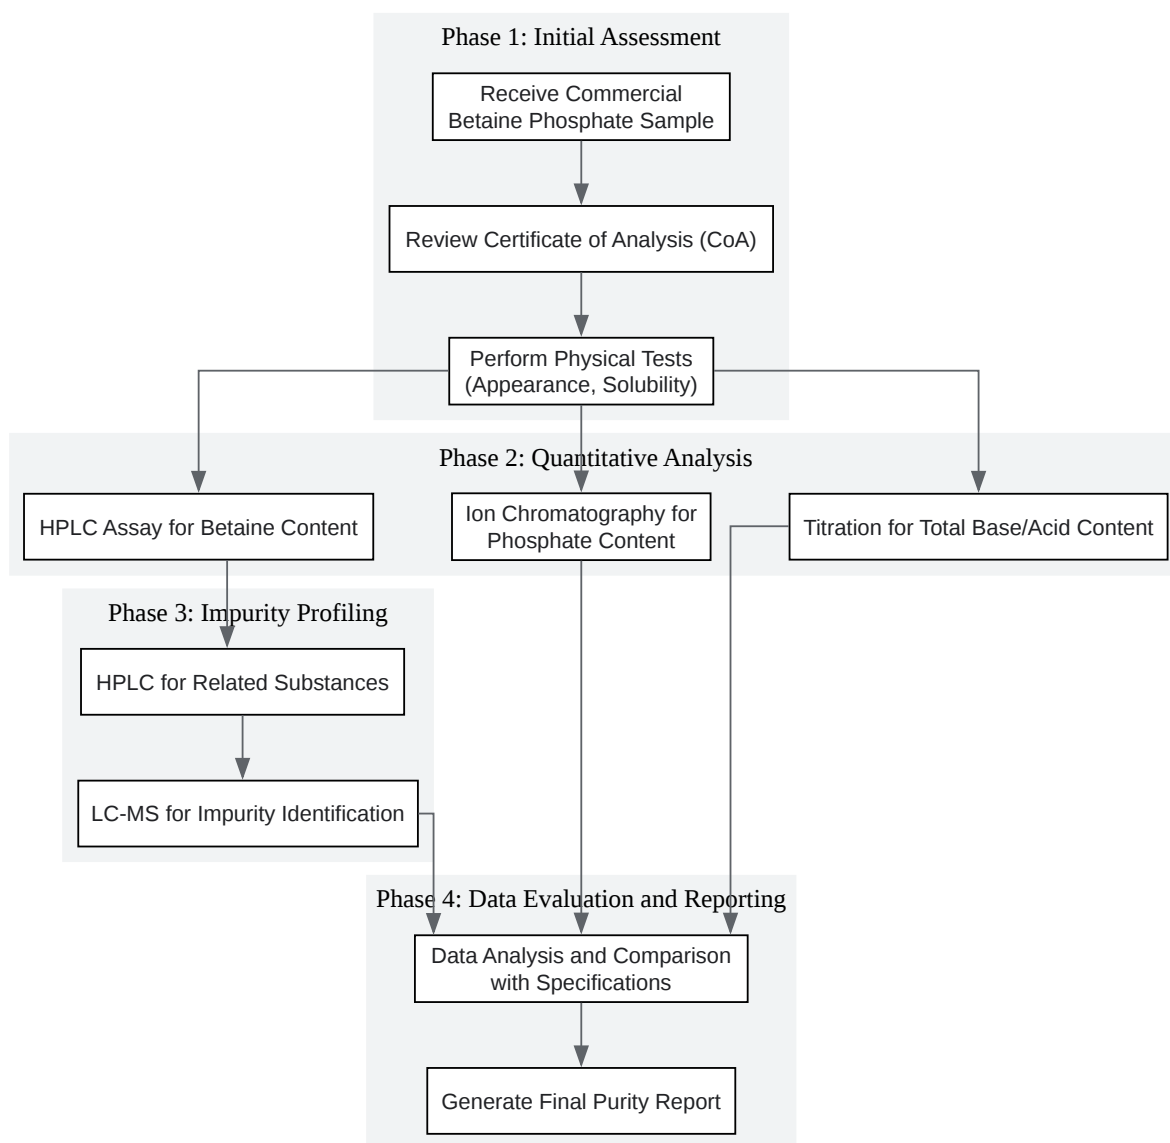 Phase 1: Initial Assessment
Receive Commercial
Betaine Phosphate Sample
Review Certificate of Analysis (CoA)
Perform Physical Tests
(Appearance, Solubility)
Phase 2: Quantitative Analysis
HPLC Assay for Betaine Content
Ion Chromatography for
Phosphate Content
Titration for Total Base/Acid Content
Phase 3: Impurity Profiling
HPLC for Related Substances
LC-MS for Impurity Identification
Phase 4: Data Evaluation and Reporting
Data Analysis and Comparison
with Specifications
Generate Final Purity Report